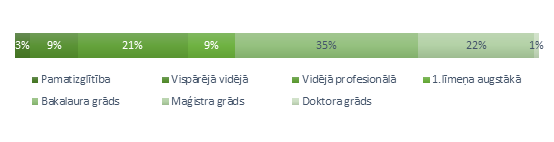 3% 9% 21% 9% 35% 22% 1%
Pamatizglītība Vispārējā vidējā Vidējā profesionālā 1.līmeņa augstākā
Bakalaura grāds Maģistra grāds Doktora grāds